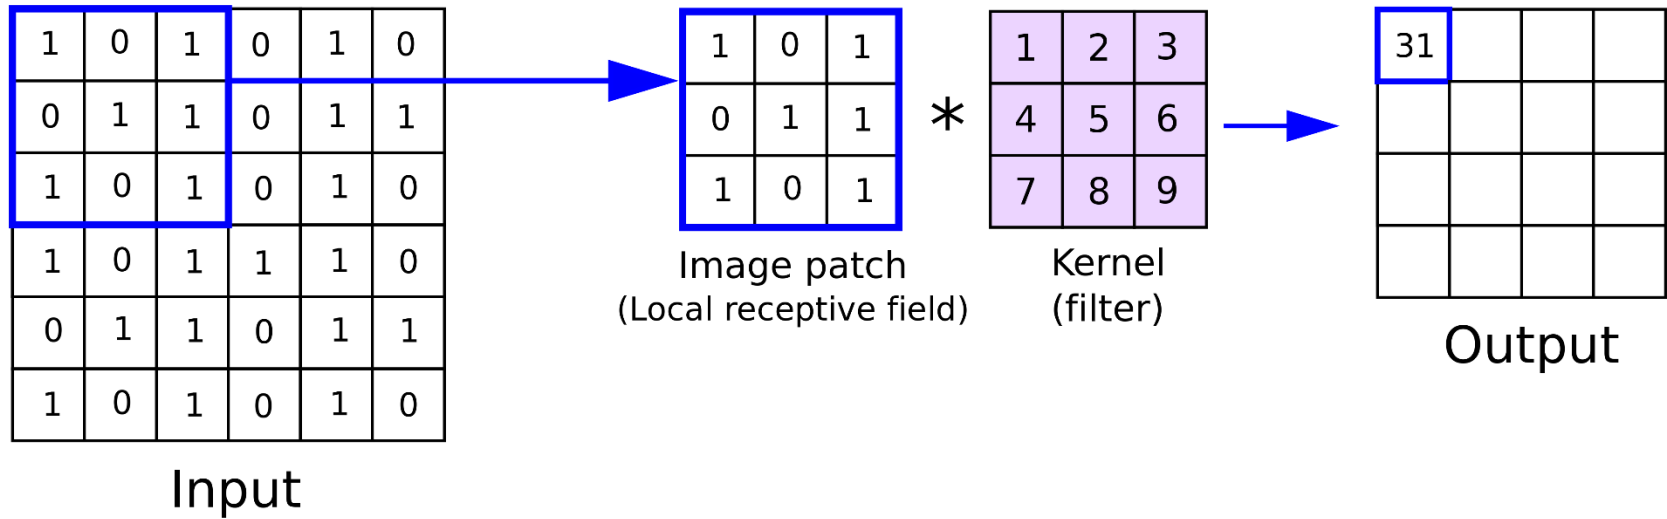 1 0 1 0 1 0
0 1 1 0 1 1
1 0 1 0 1 0
1 0 1 1 1 0
0 1 1 0 1 1
1 0 1 0 1 0
Input
1 0 1
0 1 1
1 0 1
Image patch
(Local receptive field)
*
1 2 3
4 5 6
7 8 9
Kernel
(filter)
31
Output